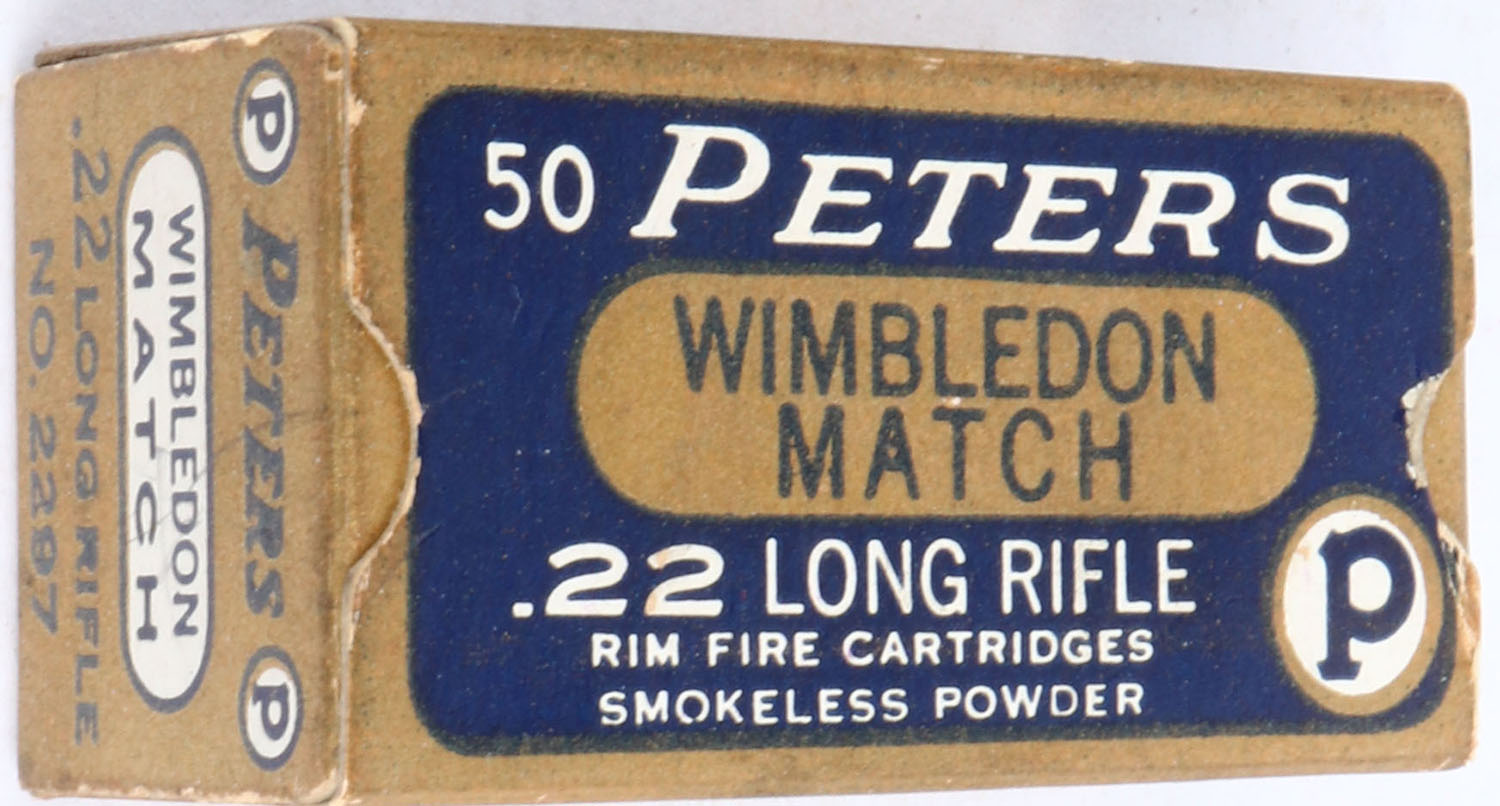 50 PETERS
WIMBLEDON
MATCH
.22 LONG RIFLE
RIM FIRE CARTRIDGES
SMOKELESS POWDER
P
P PETERS P
WIMBLEDON
MATCH
.22 LONG RIFLE
NO. 2287